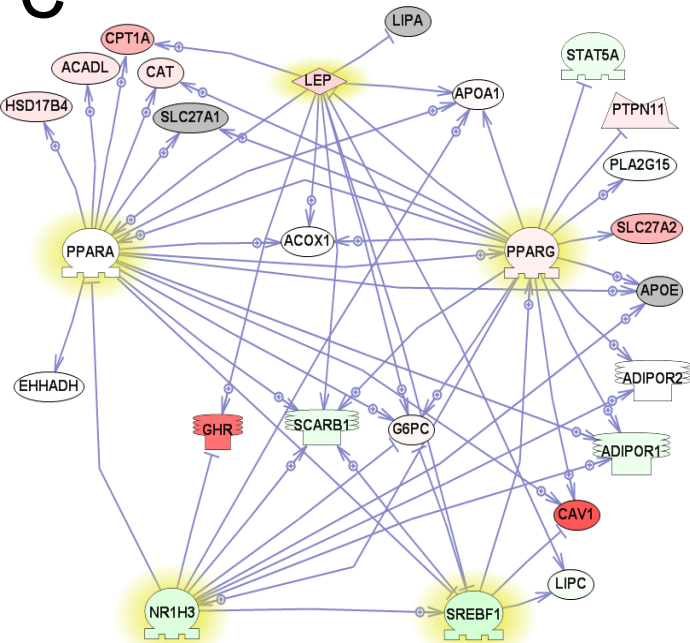 C
LIPA
CPT1A
STAT5A
ACADL
CAT
LEP
APOA1
HSD17B4
SLC27A1
PTPN11
PLA2G15
SLC27A2
PPARA
ACOX1
PPARG
APOE
EHHADH
ADIPOR2
GHR
SCARB1
G6PC
ADIPOR1
CAV1
LIPC
NR1H3
SREBF1